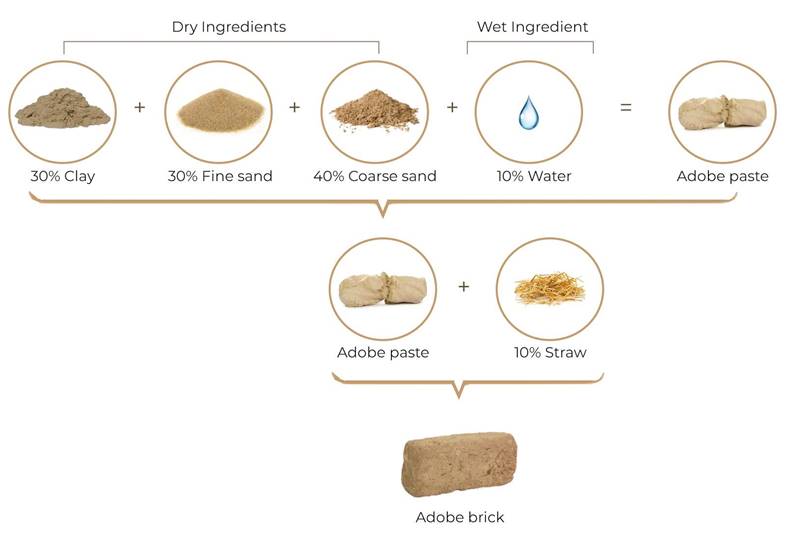 Dry Ingredients
Wet Ingredient
+
+
+
=
30% Clay
30% Fine sand
40% Coarse sand
10% Water
Adobe paste
+
Adobe paste
10% Straw
Adobe brick